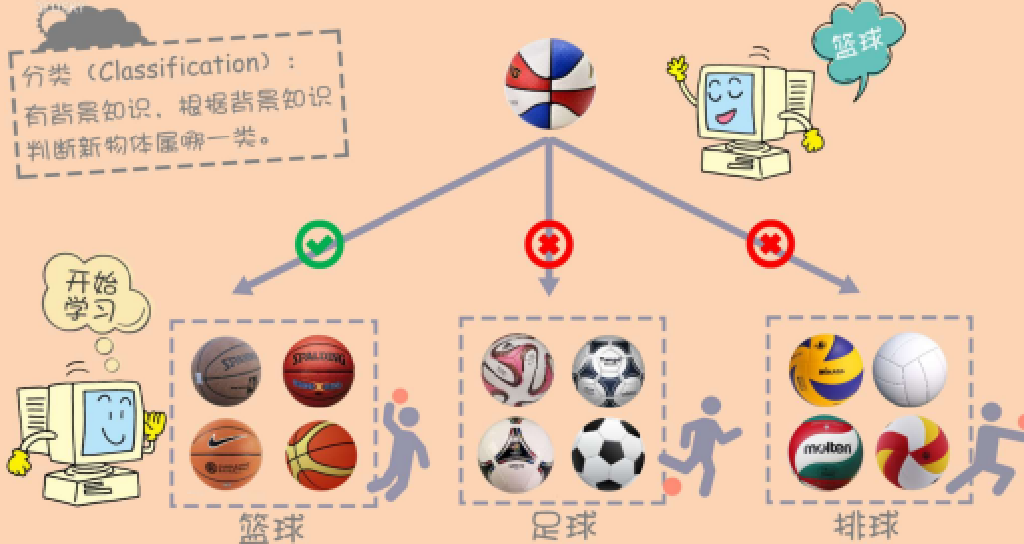 分类（Classification）：
有背景知识，根据背景知识
判断新物体属哪一类。
篮球
开始
学习
SPALDING
MIKASA
molten
篮球
足球
排球